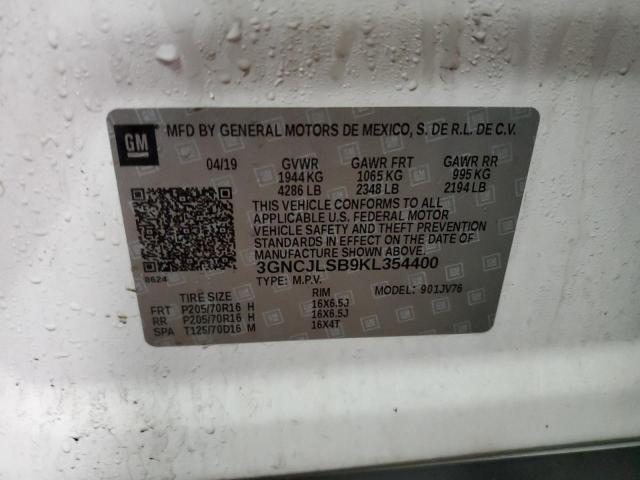 GM
MFD BY GENERAL MOTORS DE MEXICO, S. DE R.L. DE C.V.
04/19 GVWR GAWR FRT GAWR RR
1944 KG 1065 KG 995 KG
4286 LB 2348 LB 2194 LB
THIS VEHICLE CONFORMS TO ALL
APPLICABLE U.S. FEDERAL MOTOR
VEHICLE SAFETY AND THEFT PREVENTION
STANDARDS IN EFFECT ON THE DATE OF
MANUFACTURE SHOWN ABOVE.
3GNCJLSB9KL354400
8624 TYPE: M.P.V. MODEL: 901JV76
TIRE SIZE RIM
FRT P205/70R16 H 16X6.5J
RR P205/70R16 H 16X6.5J
SPA T125/70D16 M 16X4T